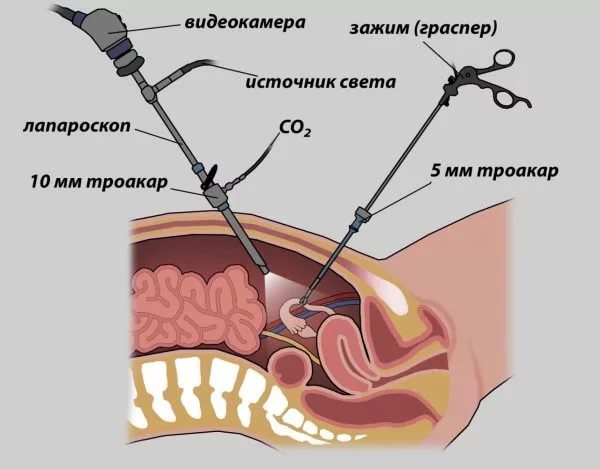 видеокамера
зажим (граспер)
источник света
лапароскоп
CO₂
10 мм троакар
5 мм троакар